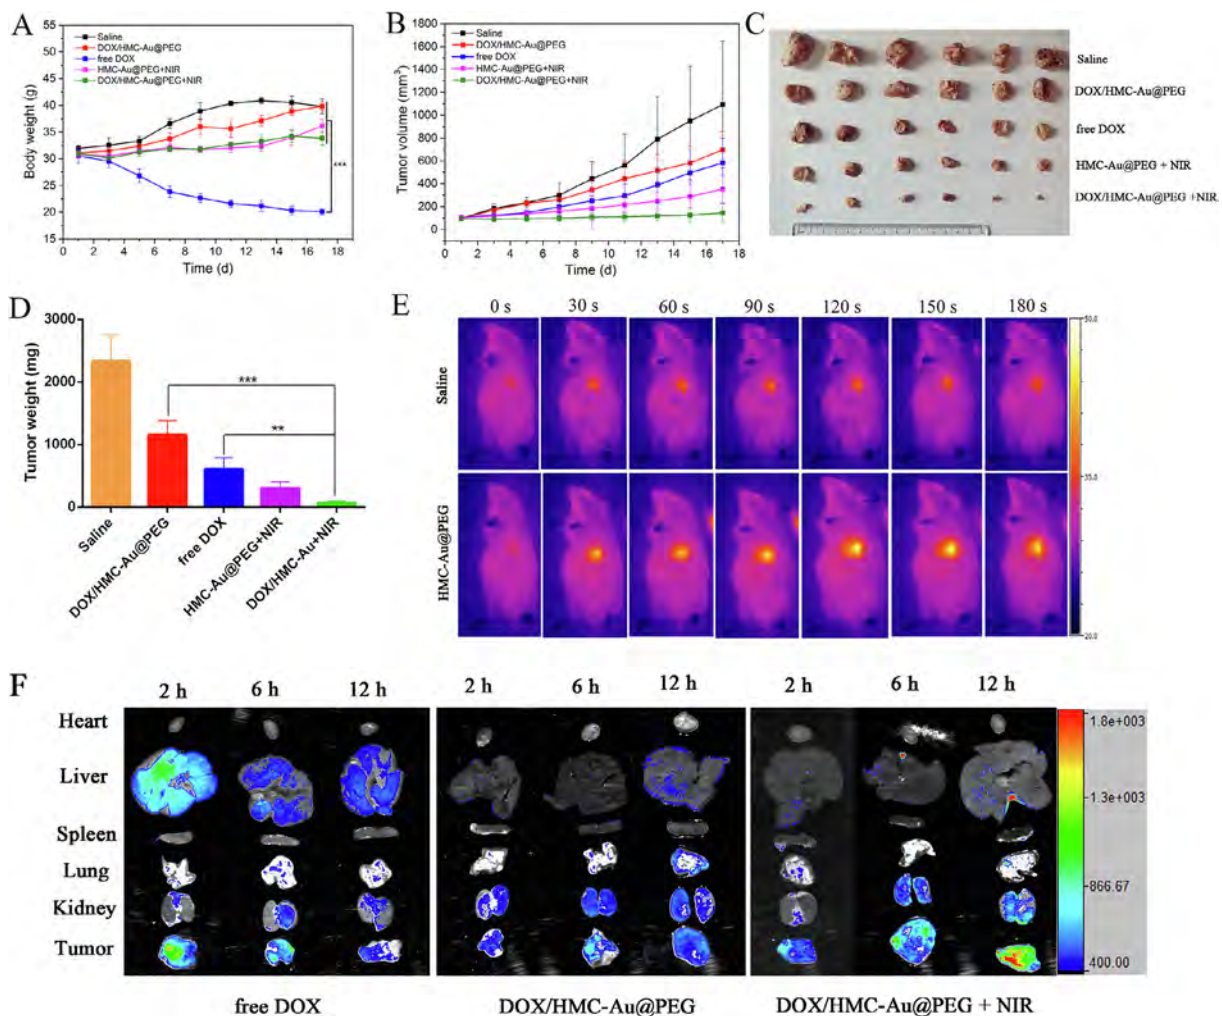 A
Body weight (g)
60
55
50
45
40
35
30
25
20
15
Saline
DOX/HMC-Au@PEG
free DOX
HMC-Au@PEG+NIR
DOX/HMC-Au@PEG+NIR
***
0 2 4 6 8 10 12 14 16 18
Time (d)
B
Tumor volume (mm³)
1800
1600
1400
1200
1000
800
600
400
200
0
Saline
DOX/HMC-Au@PEG
free DOX
HMC-Au@PEG+NIR
DOX/HMC-Au@PEG+NIR
0 2 4 6 8 10 12 14 16 18
Time (d)
C
Saline
DOX/HMC-Au@PEG
free DOX
HMC-Au@PEG + NIR
DOX/HMC-Au@PEG +NIR
D
Tumor weight (mg)
3000
2000
1000
0
***
**
Saline
DOX/HMC-Au@PEG
free DOX
HMC-Au@PEG+NIR
DOX/HMC-Au+NIR
E
0 s 30 s 60 s 90 s 120 s 150 s 180 s
Saline
HMC-Au@PEG
50.0
35.0
20.0
F
2 h 6 h 12 h 2 h 6 h 12 h 2 h 6 h 12 h
Heart
Liver
Spleen
Lung
Kidney
Tumor
1.8e+003
1.3e+003
866.67
400.00
free DOX DOX/HMC-Au@PEG DOX/HMC-Au@PEG + NIR